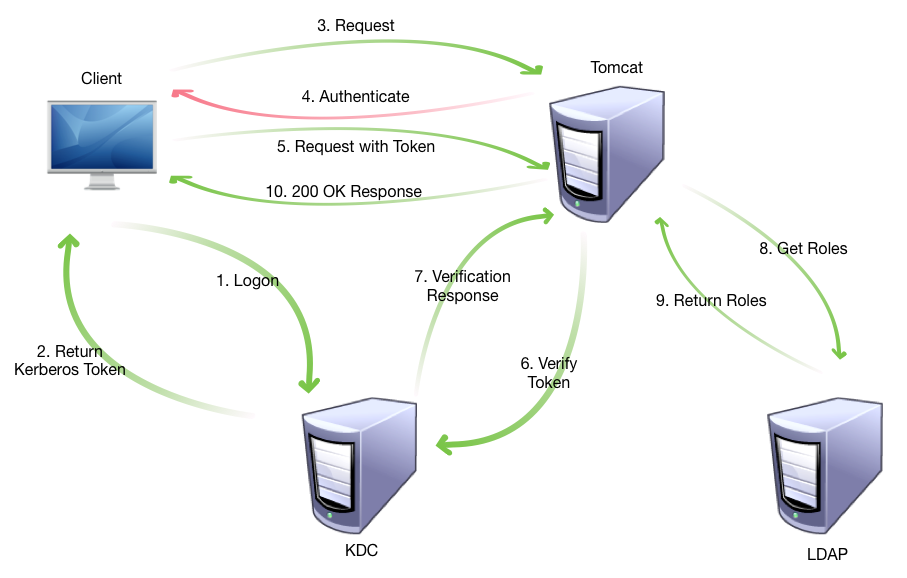 3. Request
Tomcat
Client
4. Authenticate
5. Request with Token
10. 200 OK Response
8. Get Roles
1. Logon
7. Verification
Response
9. Return Roles
2. Return
Kerberos Token
6. Verify
Token
KDC
LDAP